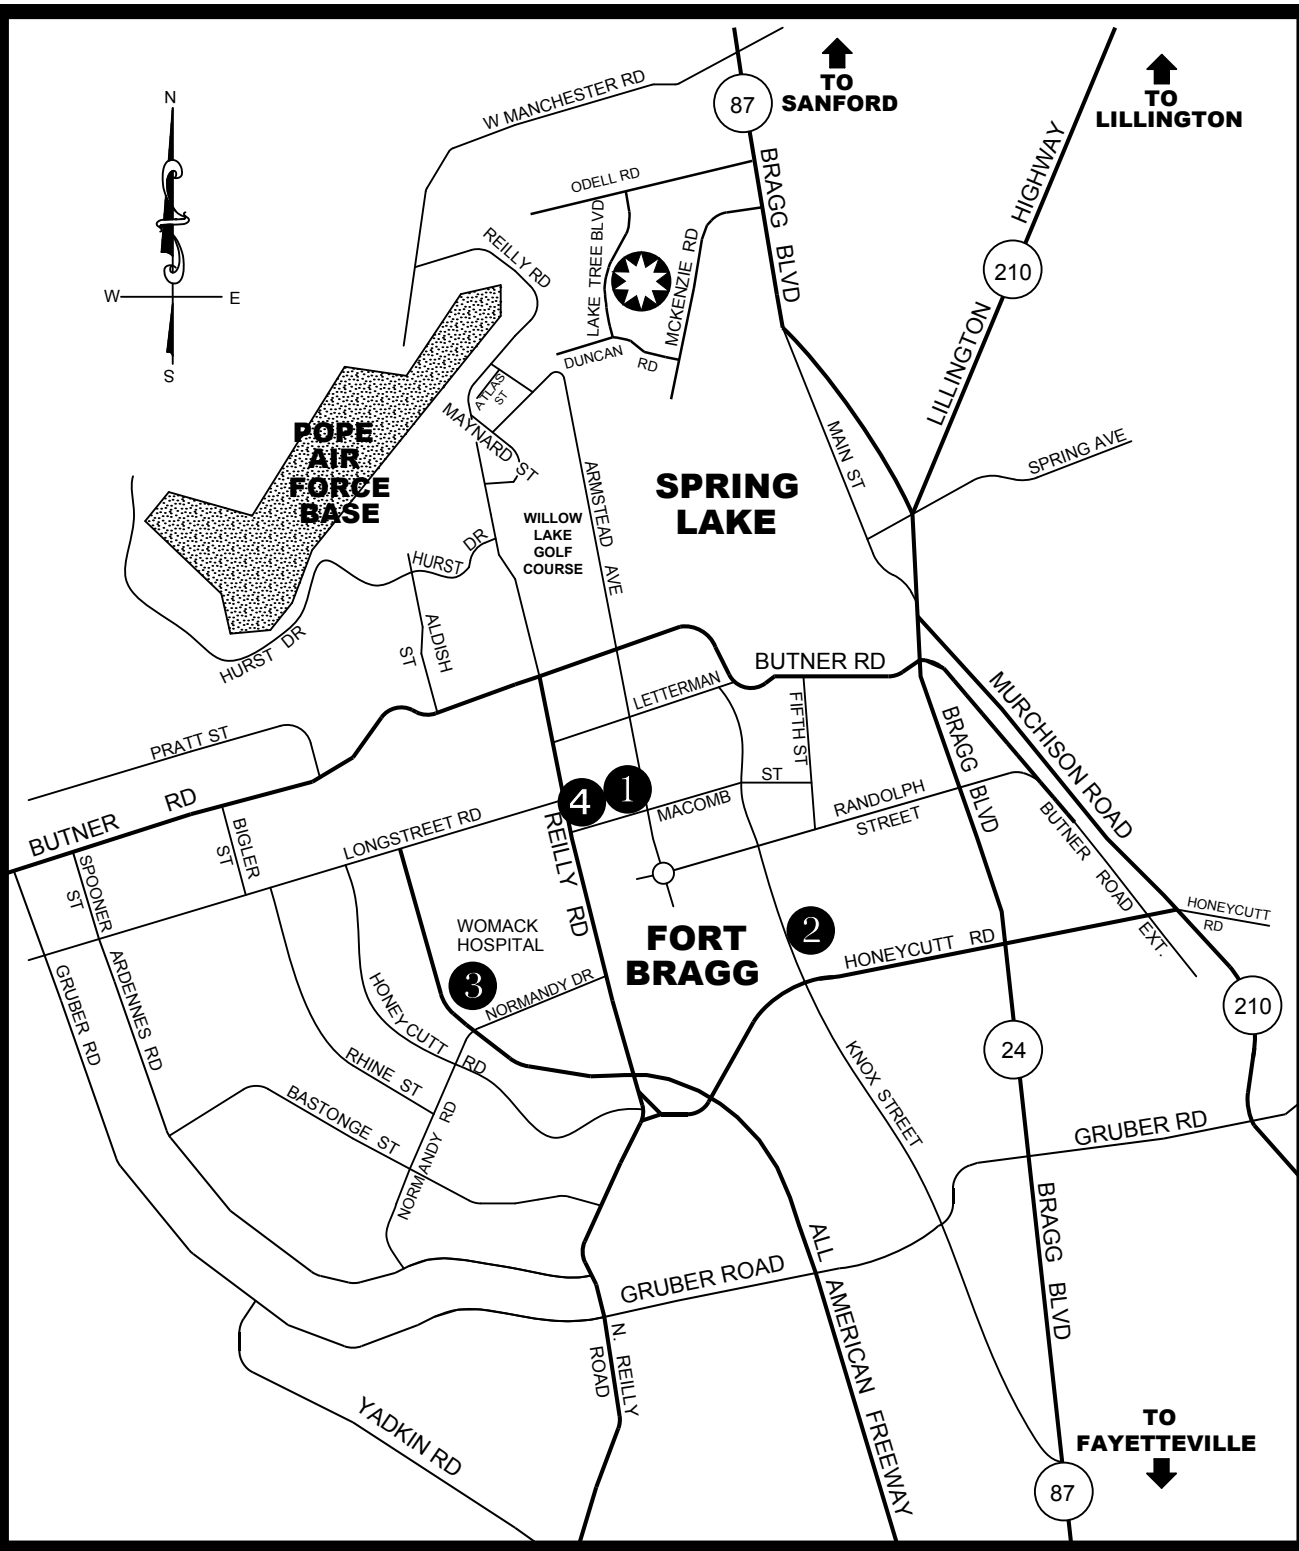 N
W
E
S
W MANCHESTER RD
87
TO
SANFORD
TO
LILLINGTON
BRAGG BLVD
LILLINGTON HIGHWAY
210
ODELL RD
REILLY RD
LAKE TREE BLVD
MCKENZIE RD
DUNCAN RD
ATLAS
ST
MAYNARD ST
MAIN ST
SPRING AVE
POPE
AIR
FORCE
BASE
ARMSTEAD AVE
SPRING
LAKE
WILLOW
LAKE
GOLF
COURSE
HURST DR
HURST DR
ALDISH
ST
BUTNER RD
LETTERMAN
FIFTH ST
MURCHISON ROAD
BRAGG BLVD
PRATT ST
BUTNER RD
BIGLER
ST
LONGSTREET RD
4
1
MACOMB ST
RANDOLPH
STREET
BUTNER ROAD EXT.
SPOONER
ST
REILLY RD
WOMACK
HOSPITAL
FORT
BRAGG
2
HONEYCUTT RD
HONEYCUTT
RD
3
NORMANDY DR
GRUBER RD
ARDENNES RD
HONEYCUTT RD
RHINE ST
BASTONGE ST
NORMANDY RD
210
24
KNOX STREET
GRUBER RD
BRAGG BLVD
GRUBER ROAD
ALL AMERICAN FREEWAY
N. REILLY
ROAD
YADKIN RD
TO
FAYETTEVILLE
87